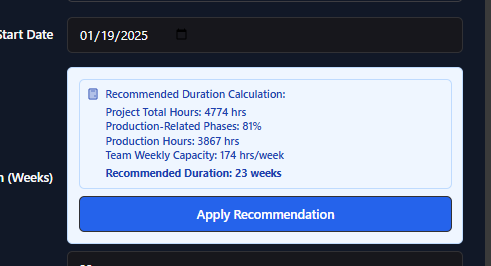 Start Date
01/19/2025
Recommended Duration Calculation:
Project Total Hours: 4774 hrs
Production-Related Phases: 81%
Production Hours: 3867 hrs
Team Weekly Capacity: 174 hrs/week
Recommended Duration: 23 weeks
(Weeks)
Apply Recommendation